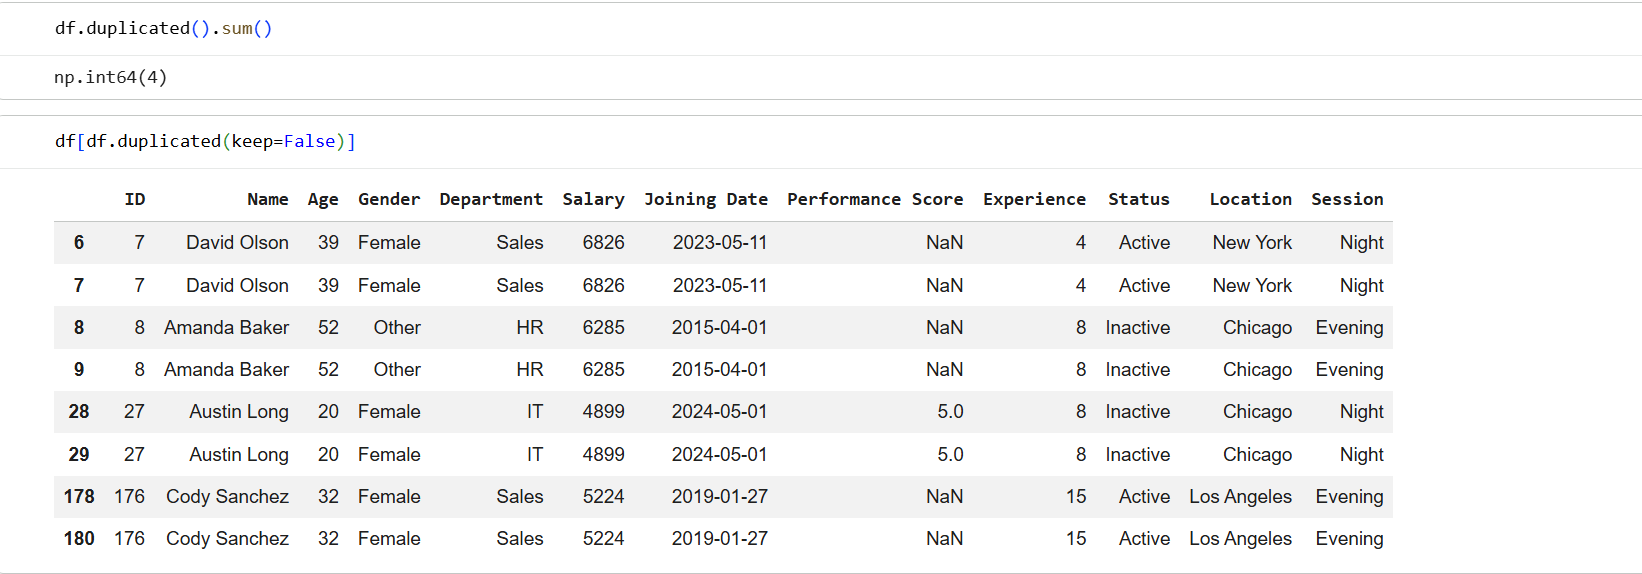 df.duplicated().sum()
np.int64(4)
df[df.duplicated(keep=False)]
ID Name Age Gender Department Salary Joining Date Performance Score Experience Status Location Session
6 7 David Olson 39 Female Sales 6826 2023-05-11 NaN 4 Active New York Night
7 7 David Olson 39 Female Sales 6826 2023-05-11 NaN 4 Active New York Night
8 8 Amanda Baker 52 Other HR 6285 2015-04-01 NaN 8 Inactive Chicago Evening
9 8 Amanda Baker 52 Other HR 6285 2015-04-01 NaN 8 Inactive Chicago Evening
28 27 Austin Long 20 Female IT 4899 2024-05-01 5.0 8 Inactive Chicago Night
29 27 Austin Long 20 Female IT 4899 2024-05-01 5.0 8 Inactive Chicago Night
178 176 Cody Sanchez 32 Female Sales 5224 2019-01-27 NaN 15 Active Los Angeles Evening
180 176 Cody Sanchez 32 Female Sales 5224 2019-01-27 NaN 15 Active Los Angeles Evening